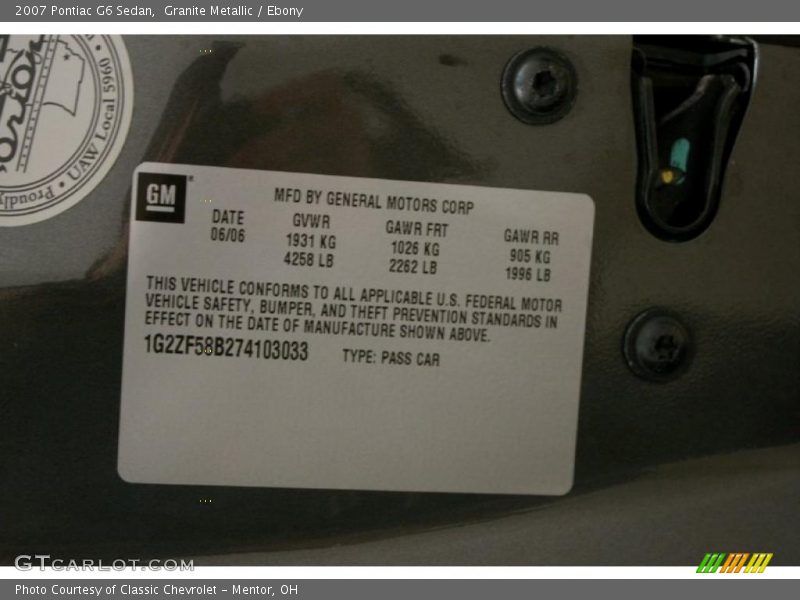 2007 Pontiac G6 Sedan,  Granite Metallic / Ebony
UAW Local 5960 •
Proudly
GM
MFD BY GENERAL MOTORS CORP
DATE GVWR GAWR FRT GAWR RR
06/06 1931 KG 1026 KG 905 KG
4258 LB 2262 LB 1996 LB
THIS VEHICLE CONFORMS TO ALL APPLICABLE U.S. FEDERAL MOTOR
VEHICLE SAFETY, BUMPER, AND THEFT PREVENTION STANDARDS IN
EFFECT ON THE DATE OF MANUFACTURE SHOWN ABOVE.
1G2ZF58B274103033 TYPE: PASS CAR
GTCARLOT.COM
Photo Courtesy of Classic Chevrolet - Mentor, OH